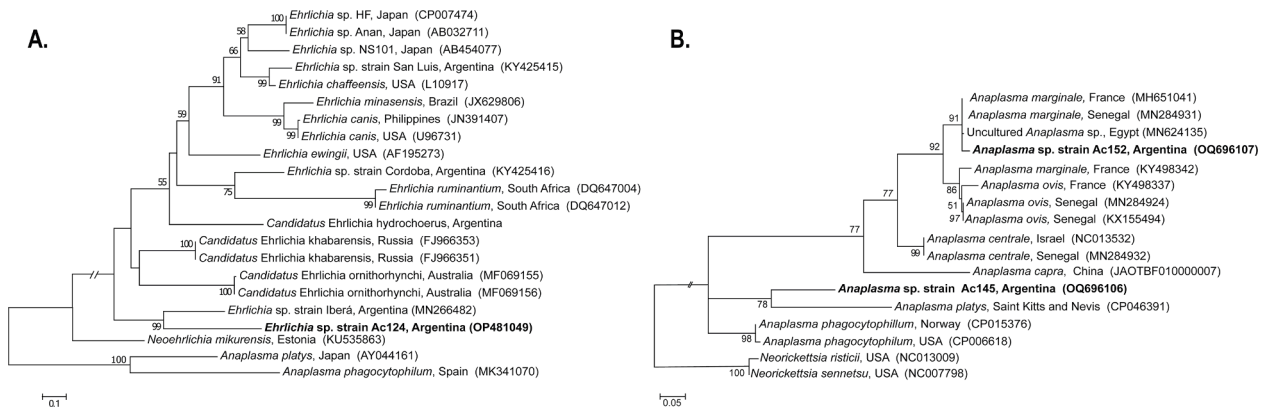 A.
100
Ehrlichia sp. HF, Japan (CP007474)
Ehrlichia sp. Anan, Japan (AB032711)
58
Ehrlichia sp. NS101, Japan (AB454077)
66
Ehrlichia sp. strain San Luis, Argentina (KY425415)
99
Ehrlichia chaffeensis, USA (L10917)
91
Ehrlichia minasensis, Brazil (JX629806)
99
Ehrlichia canis, Philippines (JN391407)
99
Ehrlichia canis, USA (U96731)
59
Ehrlichia ewingii, USA (AF195273)
Ehrlichia sp. strain Cordoba, Argentina (KY425416)
75
Ehrlichia ruminantium, South Africa (DQ647004)
99
Ehrlichia ruminantium, South Africa (DQ647012)
55
Candidatus Ehrlichia hydrochoerus, Argentina
100
Candidatus Ehrlichia khabarensis, Russia (FJ966353)
Candidatus Ehrlichia khabarensis, Russia (FJ966351)
Candidatus Ehrlichia ornithorhynchi, Australia (MF069155)
100
Candidatus Ehrlichia ornithorhynchi, Australia (MF069156)
Ehrlichia sp. strain Iberá, Argentina (MN266482)
99
Ehrlichia sp. strain Ac124, Argentina (OP481049)
Neoehrlichia mikurensis, Estonia (KU535863)
100
Anaplasma platys, Japan (AY044161)
Anaplasma phagocytophilum, Spain (MK341070)
0.1
B.
Anaplasma marginale, France (MH651041)
91
Anaplasma marginale, Senegal (MN284931)
Uncultured Anaplasma sp., Egypt (MN624135)
92
Anaplasma sp. strain Ac152, Argentina (OQ696107)
Anaplasma marginale, France (KY498342)
86
Anaplasma ovis, France (KY498337)
51
Anaplasma ovis, Senegal (MN284924)
97
Anaplasma ovis, Senegal (KX155494)
77
Anaplasma centrale, Israel (NC013532)
99
Anaplasma centrale, Senegal (MN284932)
77
Anaplasma capra, China (JAOTBF010000007)
Anaplasma sp. strain Ac145, Argentina (OQ696106)
78
Anaplasma platys, Saint Kitts and Nevis (CP046391)
Anaplasma phagocytophillum, Norway (CP015376)
98
Anaplasma phagocytophilum, USA (CP006618)
Neorickettsia risticii, USA (NC013009)
100
Neorickettsia sennetsu, USA (NC007798)
0.05